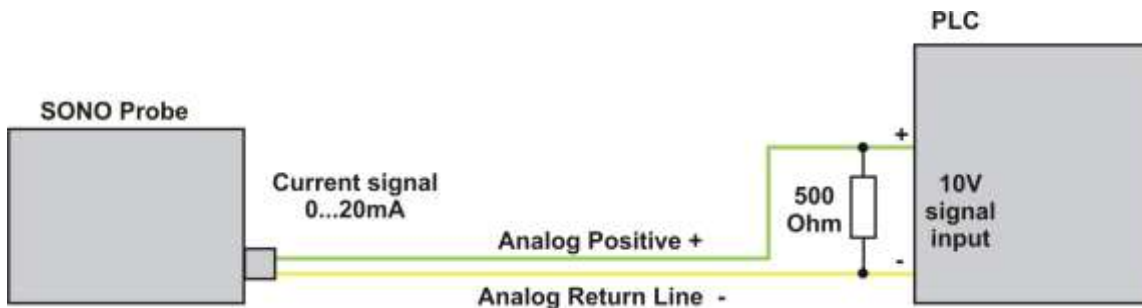 PLC
SONO Probe
Current signal
0...20mA
+
500
Ohm
10V
signal
input
Analog Positive +
-
Analog Return Line -